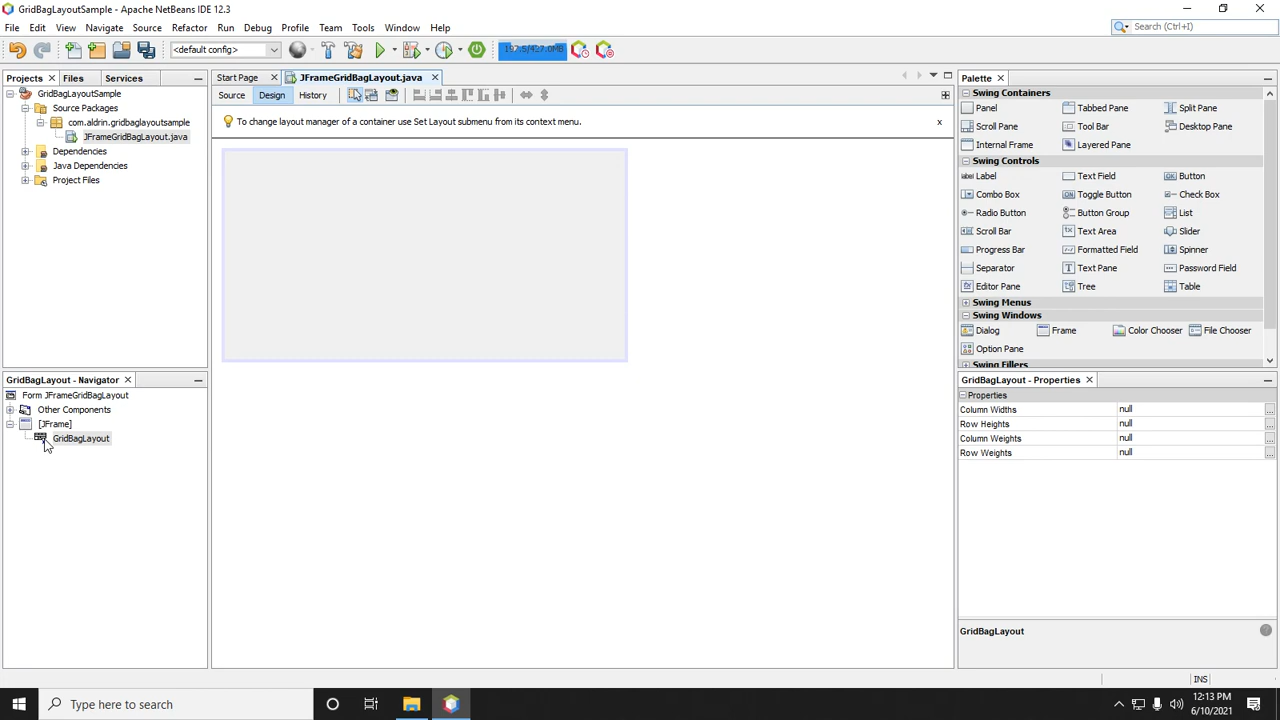 GridBagLayoutSample - Apache NetBeans IDE 12.3
File Edit View Navigate Source Refactor Run Debug Profile Team Tools Window Help
Search (Ctrl+I)
<default config>
Projects Files Services
Start Page JFrameGridBagLayout.java
Palette
GridBagLayoutSample
Source Packages
com.aldrin.gridbaglayoutsample
JFrameGridBagLayout.java
Dependencies
Java Dependencies
Project Files
Source Design History
To change layout manager of a container use Set Layout submenu from its context menu.
x
Swing Containers
Panel Tabbed Pane Split Pane
Scroll Pane Tool Bar Desktop Pane
Internal Frame Layered Pane
Swing Controls
label Label Text Field OK Button
Combo Box ON Toggle Button Check Box
Radio Button Button Group List
Scroll Bar Text Area Slider
Progress Bar Formatted Field Spinner
Separator T Text Pane Password Field
Editor Pane Tree Table
Swing Menus
Swing Windows
Dialog Frame Color Chooser File Chooser
Option Pane
Swing Fillers
GridBagLayout - Navigator
Form JFrameGridBagLayout
Other Components
[JFrame]
GridBagLayout
GridBagLayout - Properties
Properties
Column Widths null ...
Row Heights null ...
Column Weights null ...
Row Weights null ...
GridBagLayout
INS
Type here to search
12:13 PM
6/10/2021